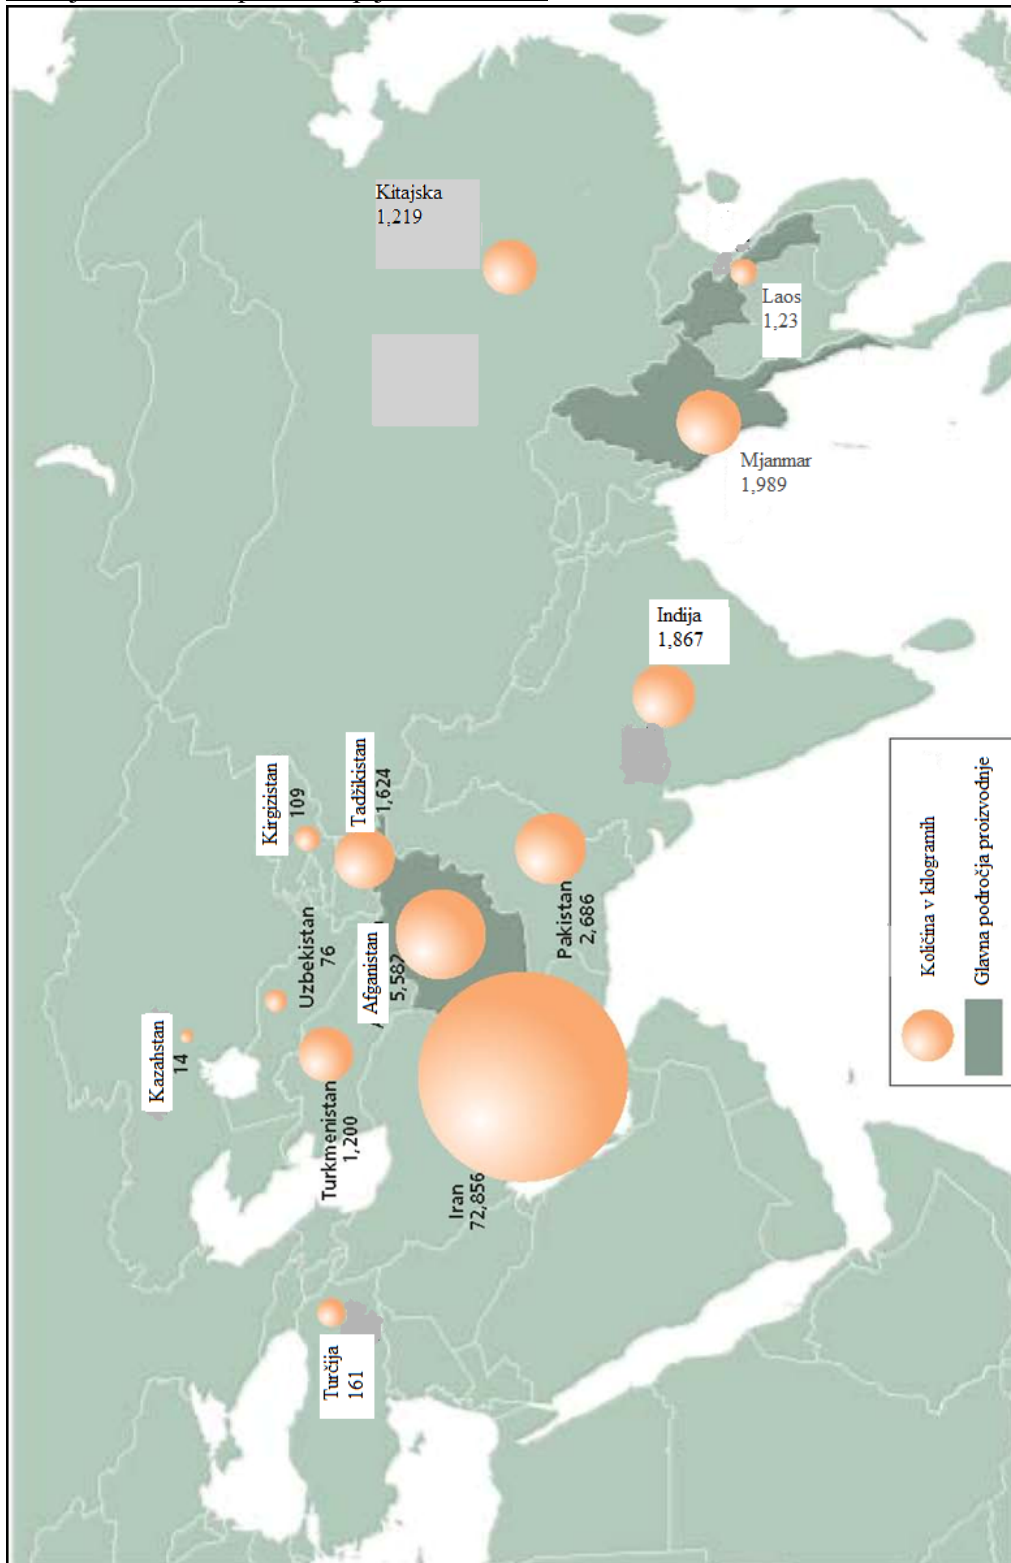 Kitajska
1,219
Laos
1,23
Mjanmar
1,989
Indija
1,867
Kirgizistan
109
Tadžikistan
1,624
Uzbekistan
76
Afganistan
5,582
Pakistan
2,686
Kazahstan
14
Turkmenistan
1,200
Iran
72,856
Turčija
161
Količina v kilogramih
Glavna področja proizvodnje